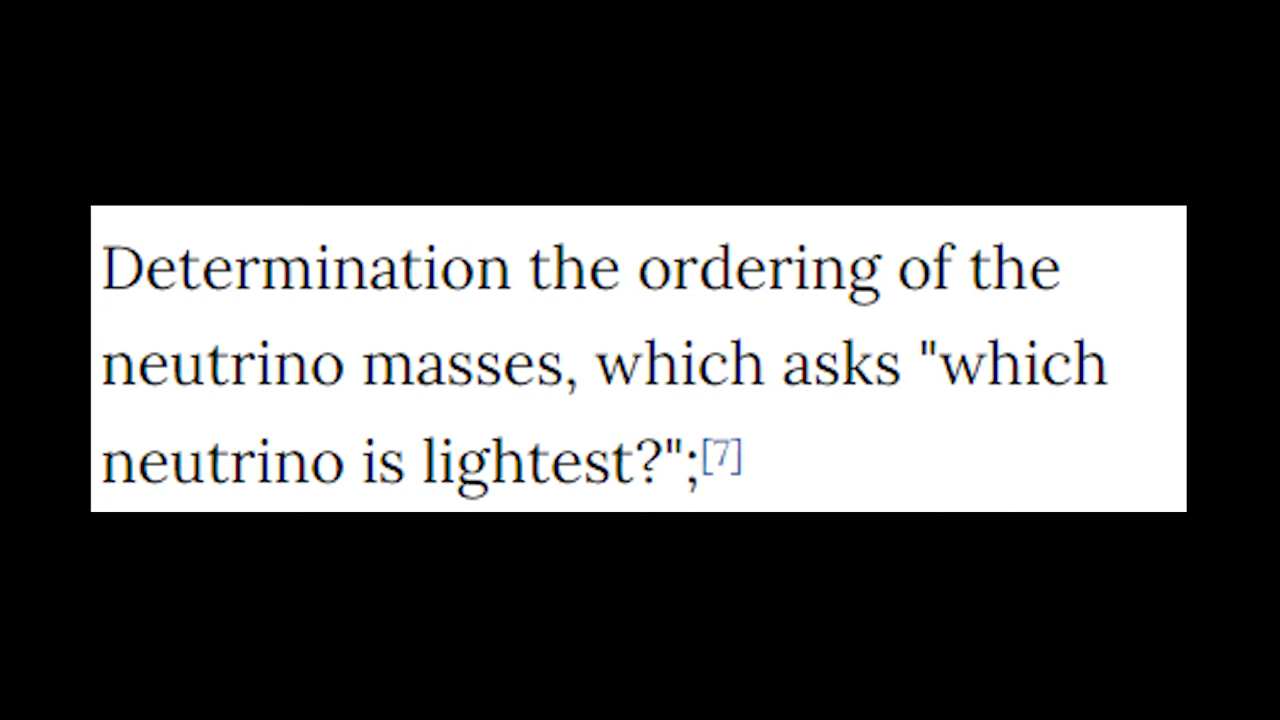 Determination the ordering of the
neutrino masses, which asks "which
neutrino is lightest?";[7]